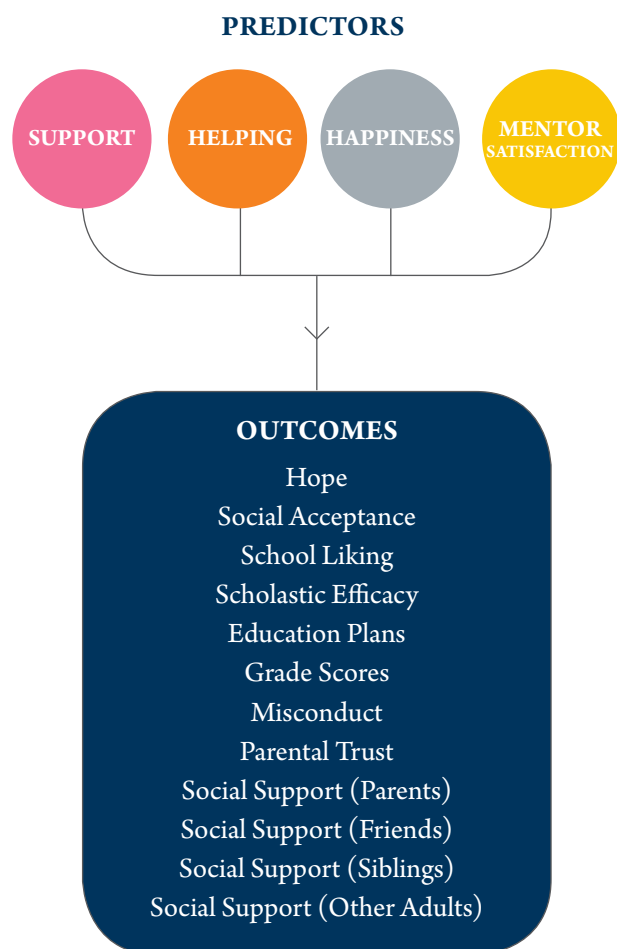 PREDICTORS
SUPPORT
HELPING
HAPPINESS
MENTOR
SATISFACTION
OUTCOMES
Hope
Social Acceptance
School Liking
Scholastic Efficacy
Education Plans
Grade Scores
Misconduct
Parental Trust
Social Support (Parents)
Social Support (Friends)
Social Support (Siblings)
Social Support (Other Adults)